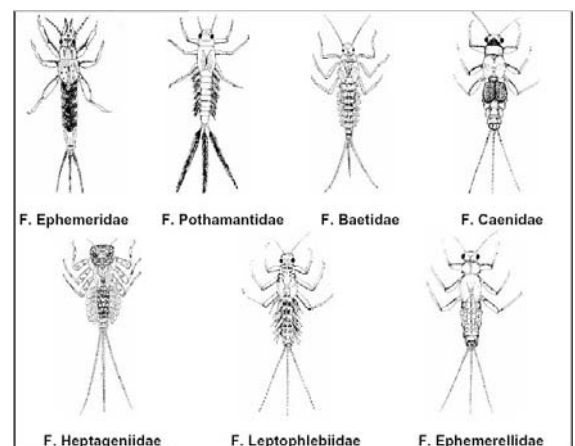 F. Ephemeridae F. Pothamantidae F. Baetidae F. Caenidae
F. Heptageniidae F. Leptophlebiidae F. Ephemerellidae